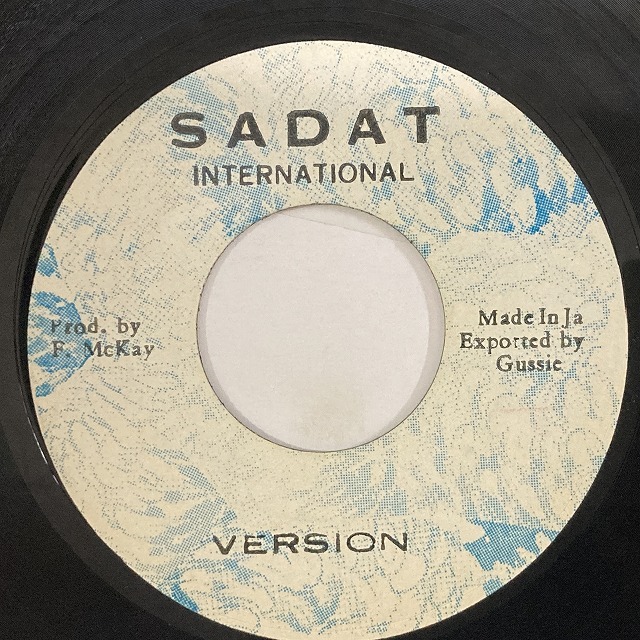 SADAT
INTERNATIONAL
Prod. by
F. McKay
Made In Ja
Exported by
Gussie
VERSION